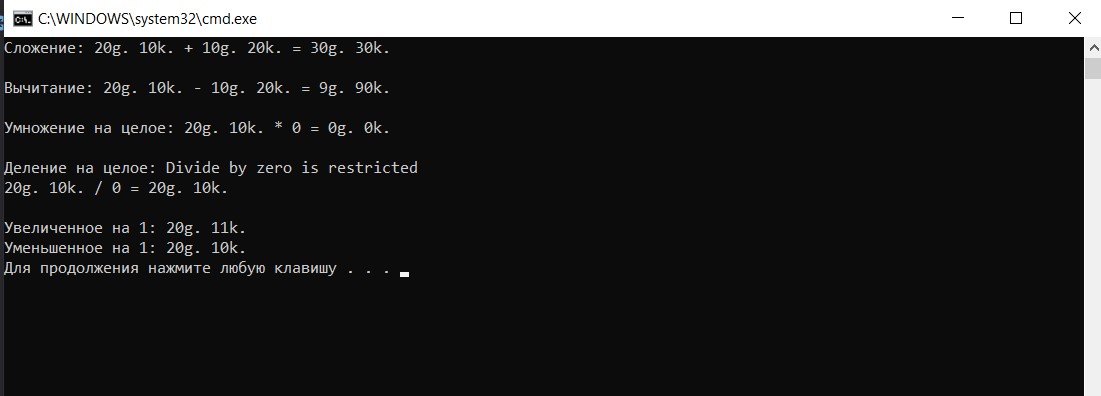 C:\WINDOWS\system32\cmd.exe
Сложение: 20g. 10k. + 10g. 20k. = 30g. 30k.
Вычитание: 20g. 10k. - 10g. 20k. = 9g. 90k.
Умножение на целое: 20g. 10k. * 0 = 0g. 0k.
Деление на целое: Divide by zero is restricted
20g. 10k. / 0 = 20g. 10k.
Увеличенное на 1: 20g. 11k.
Уменьшенное на 1: 20g. 10k.
Для продолжения нажмите любую клавишу . . .